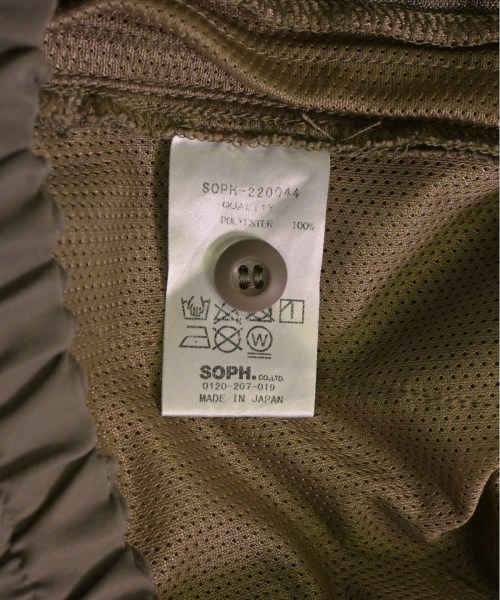 SOPH-220044
QUALITY
POLYESTER 100%
W
SOPH. CO.,LTD.
0120-207-019
MADE IN JAPAN